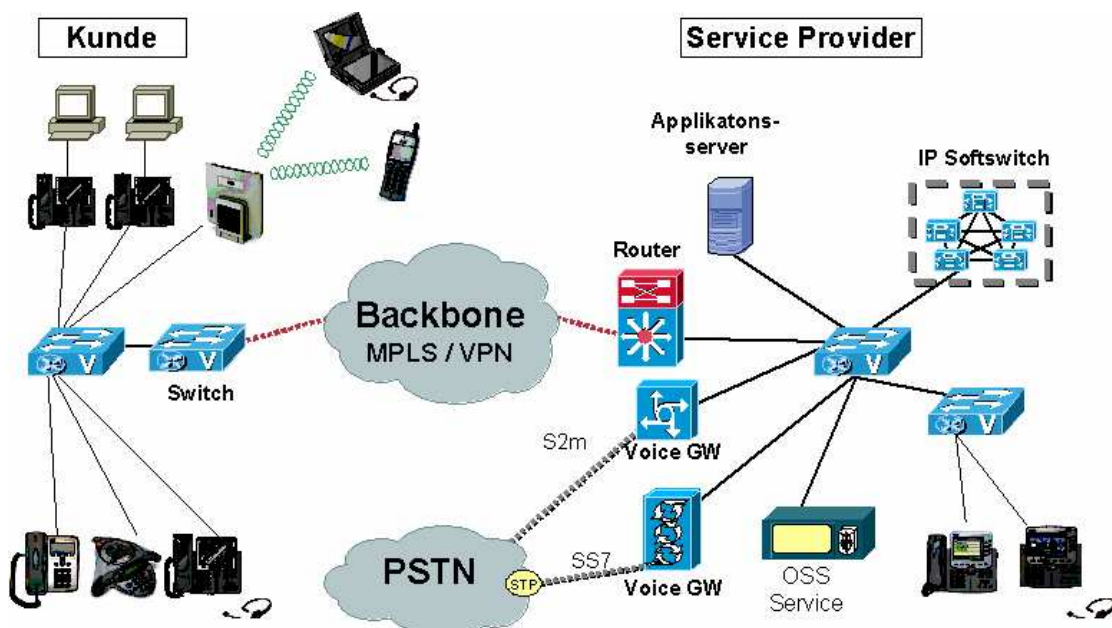 Kunde
Service Provider
Applikatons-
server
IP Softswitch
Router
Backbone
MPLS / VPN
V
V
Switch
V
V
S2m
Voice GW
PSTN
STP
SS7
Voice GW
OSS
Service